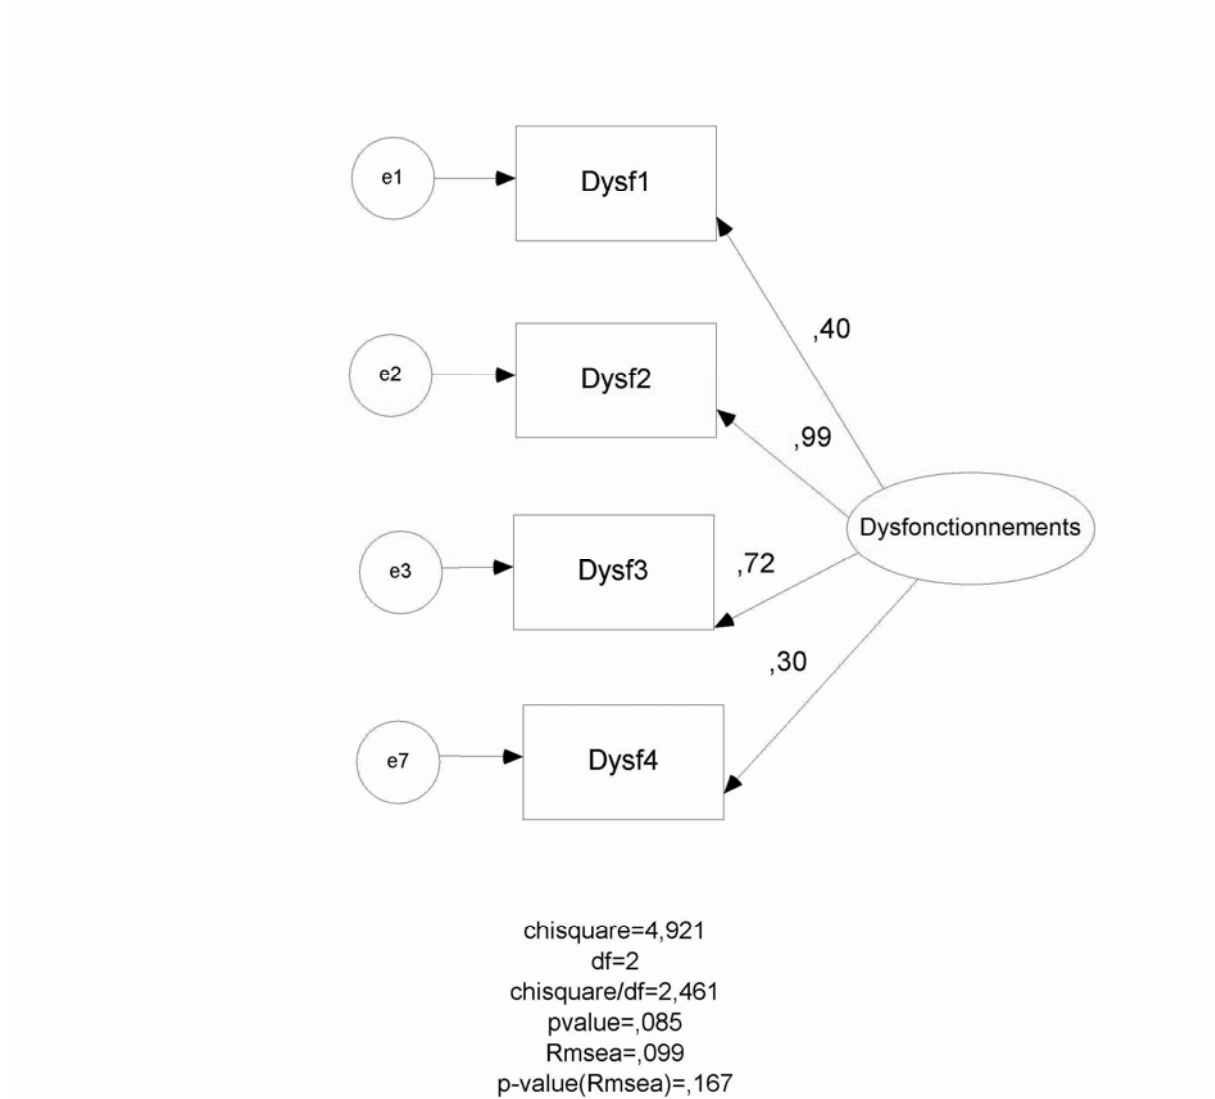 e1
Dysf1
,40
e2
Dysf2
,99
Dysfonctionnements
e3
Dysf3
,72
,30
e7
Dysf4
chisquare=4,921
df=2
chisquare/df=2,461
pvalue=,085
Rmsea=,099
p-value(Rmsea)=,167